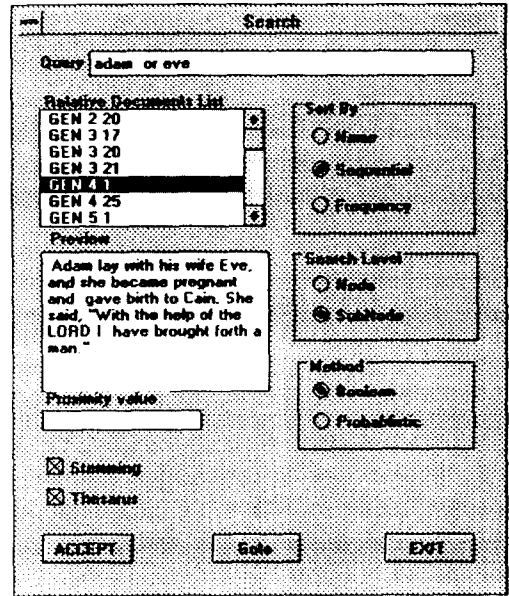 Search
Query adam or eve
Relative Documents List
GEN 2 20
GEN 3 17
GEN 3 20
GEN 3 21
GEN 4 1
GEN 4 25
GEN 5 1
Preview
Adam lay with his wife Eve,
and she became pregnant
and gave birth to Cain. She
said, "With the help of the
LORD I have brought forth a
man."
Proximity value
Stemming
Thesarus
Sort By
Name
Sequential
Frequency
Search Level
Node
SubNode
Method
Boolean
Probablistic
ACCEPT
Goto
EXIT